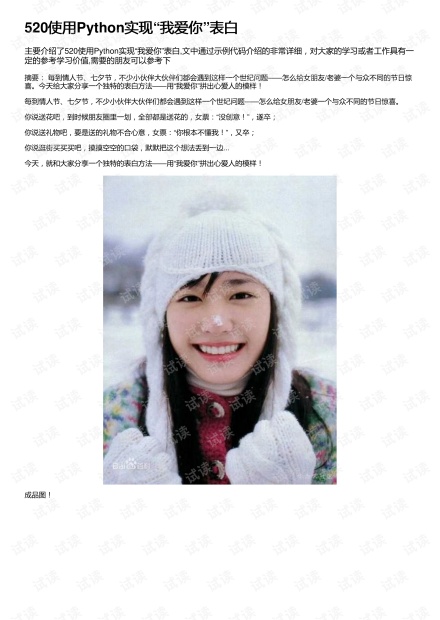 520使用Python实现“我爱你”表白
主要介绍了520使用Python实现“我爱你”表白,文中通过示例代码介绍的非常详细，对大家的学习或者工作具有一
定的参考学习价值,需要的朋友可以参考下
摘要： 每到情人节、七夕节，不少小伙伴大伙伴们都会遇到这样一个世纪问题——怎么给女朋友/老婆一个与众不同的节日惊
喜。今天给大家分享一个独特的表白方法——用“我爱你”拼出心爱人的模样！
每到情人节、七夕节，不少小伙伴大伙伴们都会遇到这样一个世纪问题——怎么给女朋友/老婆一个与众不同的节日惊喜。
你说送花吧，到时候朋友圈里一划，全部都是送花的，女票：“没创意！”，遂卒；
你说送礼物吧，要是送的礼物不合心意，女票：“你根本不懂我！”，又卒；
你说逛街买买买吧，摸摸空空的口袋，默默把这个想法丢到一边...
今天，就和大家分享一个独特的表白方法——用“我爱你”拼出心爱人的模样！
Bai百科
成品图！
试读